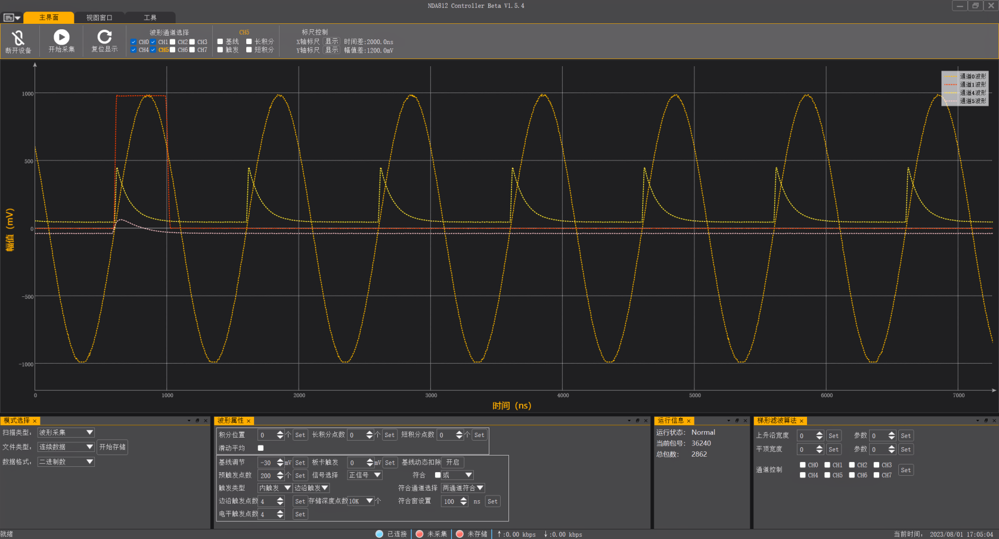 NDA812 Controller Beta V1.5.4
主界面 视图窗口 工具
断开设备 开始采集 复位显示
波形通道选择 CH5 标尺控制
CH0 CH1 CH2 CH3 基线 长积分 X轴标尺 显示 时间差:2000.0ns
CH4 CH5 CH6 CH7 触发 短积分 Y轴标尺 显示 幅值差:1200.0mV
通道0波形
通道1波形
通道4波形
通道5波形
1000
500
0
-500
-1000
幅值 (mV)
0 1000 2000 3000 4000 5000 6000 7000
时间 (ns)
模式选择
扫描类型: 波形采集
文件类型: 连续数据 开始存储
数据格式: 二进制数
波形属性
积分位置 0 个 Set 长积分点数 0 个 Set 短积分点数 0 个 Set
滑动平均
基线调节 -30 mV Set 板卡触发 0 mV Set 基线动态扣除 开启
预触发点数 200 个 Set 信号选择 正信号 符合 或
触发类型 内触发 边沿触发 符合通道选择 两通道符合
边沿触发点数 4 Set 存储深度点数 10K 个 符合窗设置 100 ns Set
电平触发点数 4 Set
运行信息
运行状态: Normal
当前包号: 36240
总包数: 2862
梯形滤波算法
上升沿宽度 0 Set 参数 0 Set
平顶宽度 0 Set 参数 0 Set
通道控制 CH0 CH1 CH2 CH3 Set
CH4 CH5 CH6 CH7
就绪 已连接 未采集 未存储 ↑:0.00 kbps ↓:0.00 kbps 当前时间: 2023/08/01 17:05:04